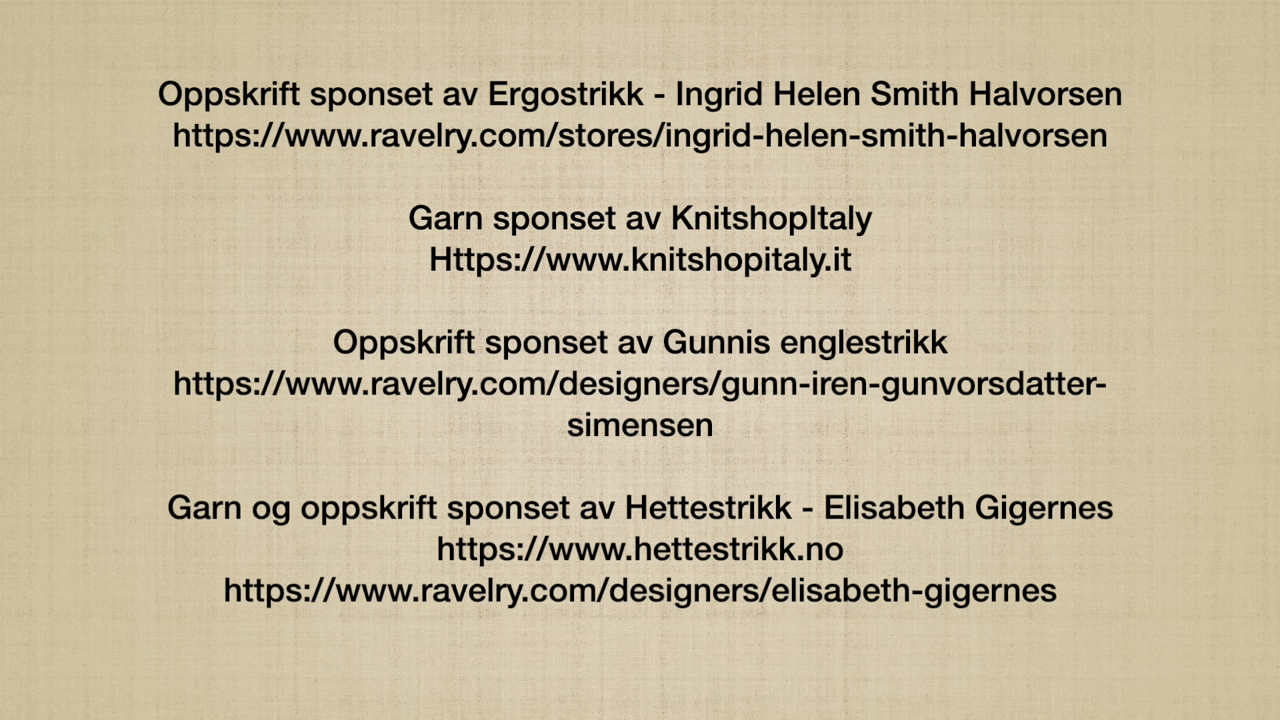 Oppskrift sponset av Ergostrikk - Ingrid Helen Smith Halvorsen
https://www.ravelry.com/stores/ingrid-helen-smith-halvorsen
Garn sponset av KnitshopItaly
Https://www.knitshopitaly.it
Oppskrift sponset av Gunnis englestrikk
https://www.ravelry.com/designers/gunn-iren-gunvorsdatter-
simensen
Garn og oppskrift sponset av Hettestrikk - Elisabeth Gigernes
https://www.hettestrikk.no
https://www.ravelry.com/designers/elisabeth-gigernes